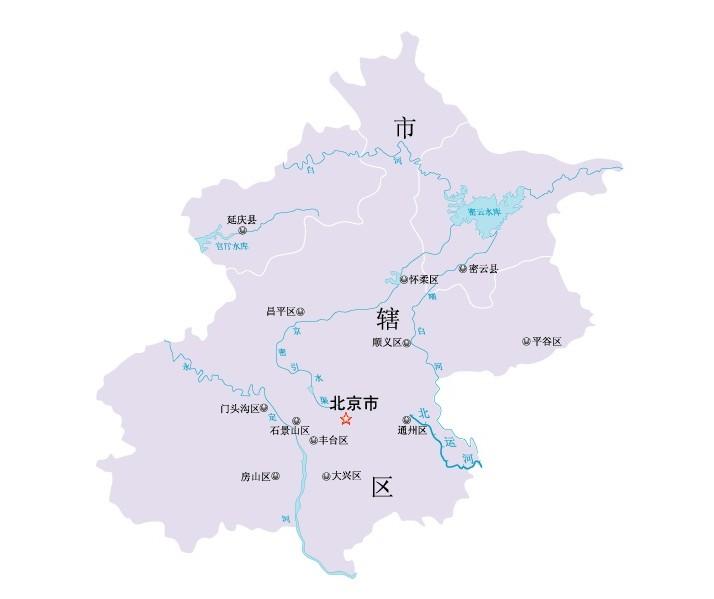 市
白
河
密云水库
延庆县
官厅水库
密云县
怀柔区
潮
昌平区
辖
京
白
顺义区
平谷区
密
引
永
河
水
渠
北京市
门头沟区
定
北
石景山区
通州区
丰台区
运
河
房山区
大兴区
区
河